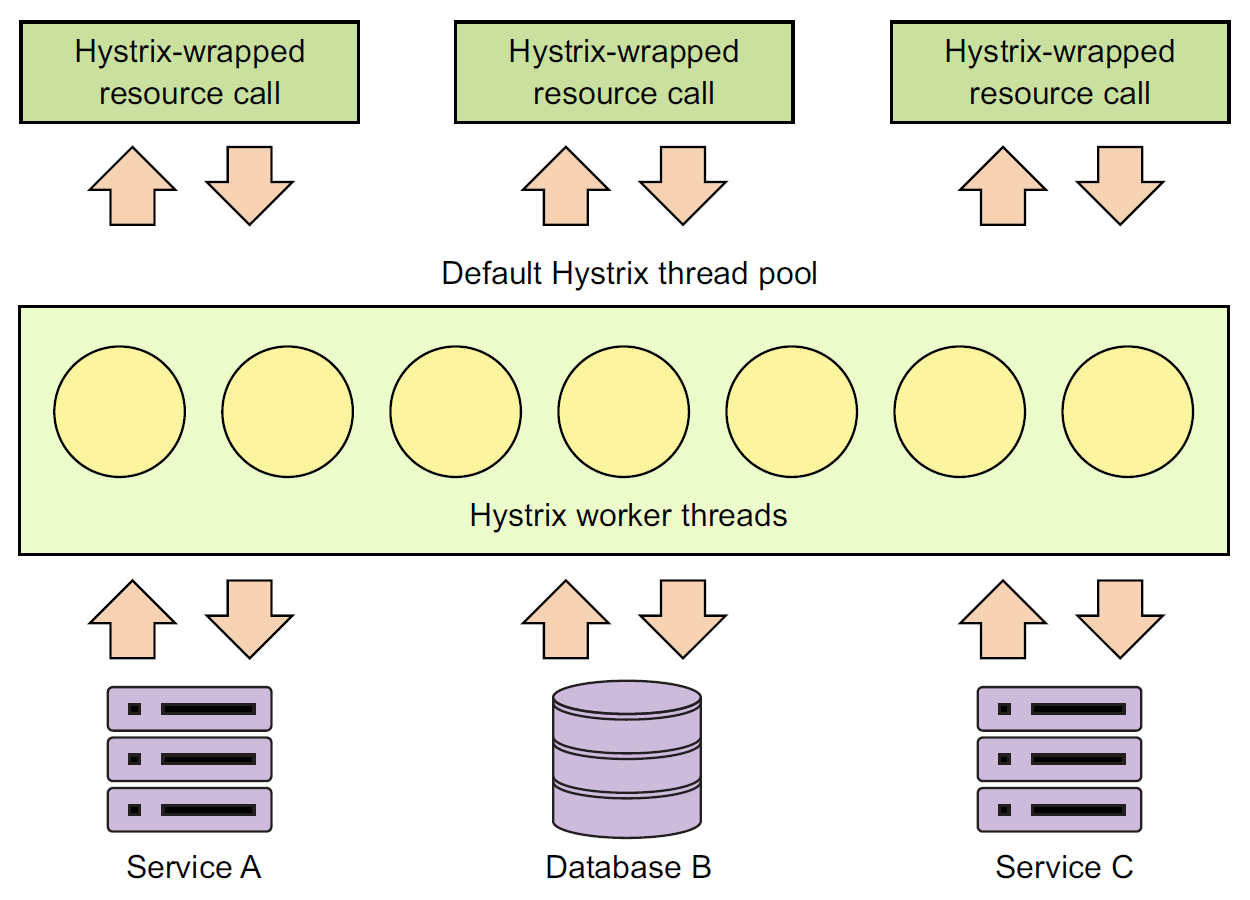 Hystrix-wrapped
resource call
Hystrix-wrapped
resource call
Hystrix-wrapped
resource call
Default Hystrix thread pool
Hystrix worker threads
Service A
Database B
Service C